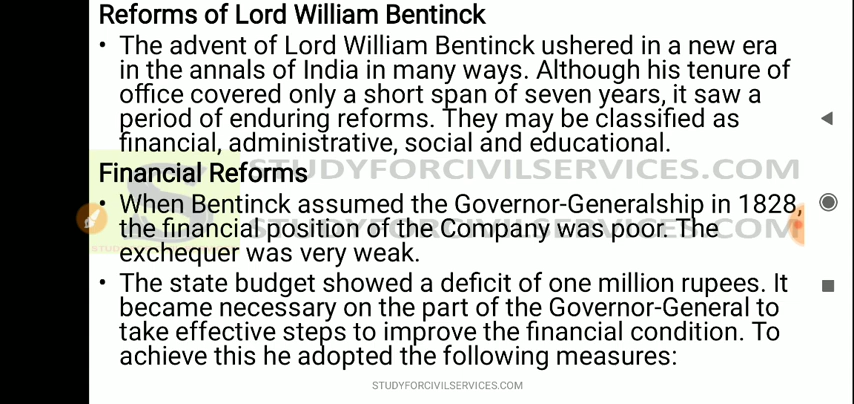 Reforms of Lord William Bentinck
• The advent of Lord William Bentinck ushered in a new era
in the annals of India in many ways. Although his tenure of
office covered only a short span of seven years, it saw a
period of enduring reforms. They may be classified as
financial, administrative, social and educational.
STUDYFORCIVILSERVICES.COM
Financial Reforms
• When Bentinck assumed the Governor-Generalship in 1828,
the financial position of the Company was poor. The
STUDYFORCIVILSERVICES.COM
exchequer was very weak.
• The state budget showed a deficit of one million rupees. It
became necessary on the part of the Governor-General to
take effective steps to improve the financial condition. To
achieve this he adopted the following measures:
STUDYFORCIVILSERVICES.COM